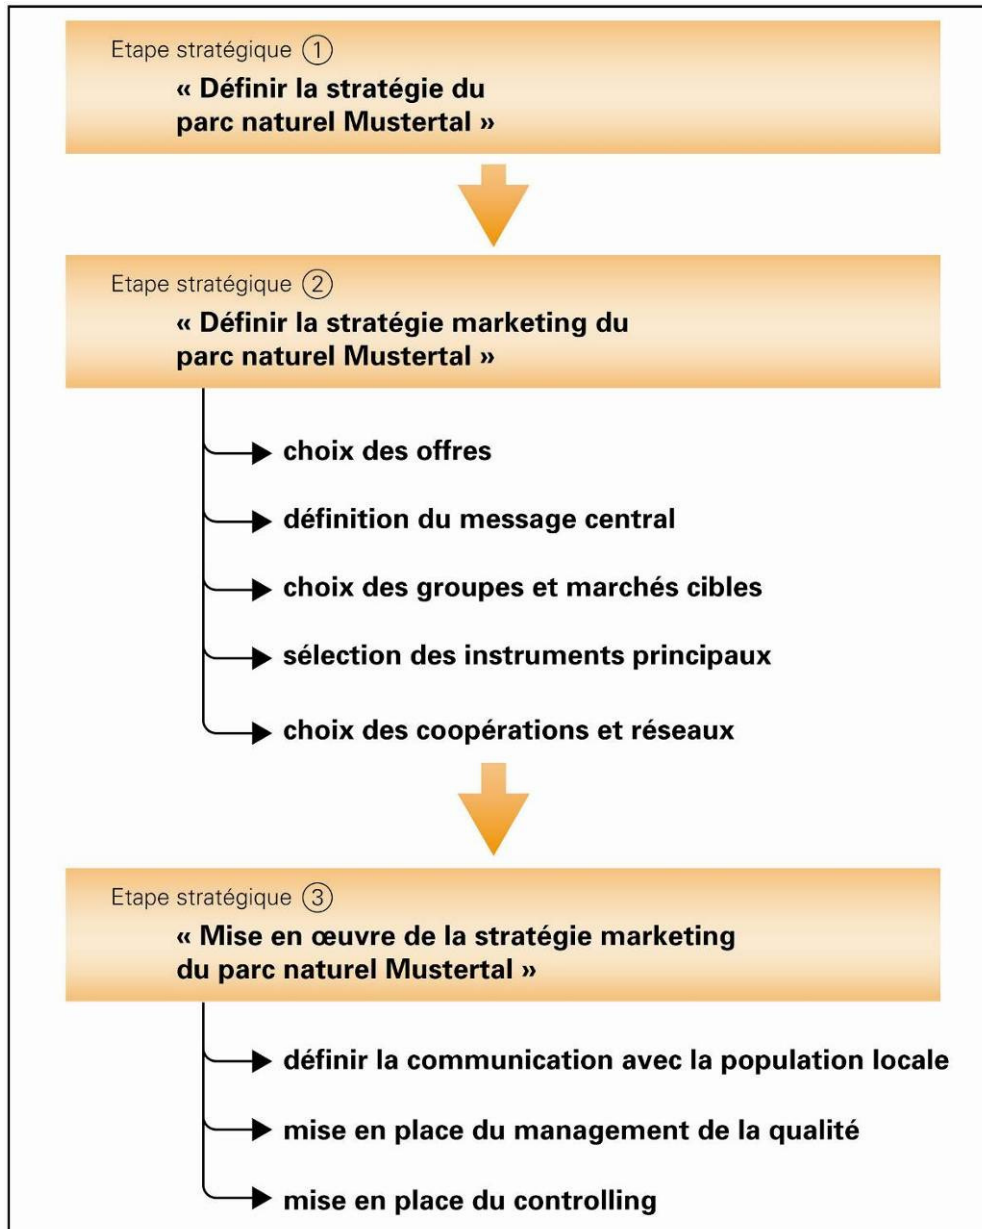 Etape stratégique ①
« Définir la stratégie du
parc naturel Mustertal »
Etape stratégique ②
« Définir la stratégie marketing du
parc naturel Mustertal »
choix des offres
définition du message central
choix des groupes et marchés cibles
sélection des instruments principaux
choix des coopérations et réseaux
Etape stratégique ③
« Mise en œuvre de la stratégie marketing
du parc naturel Mustertal »
définir la communication avec la population locale
mise en place du management de la qualité
mise en place du controlling